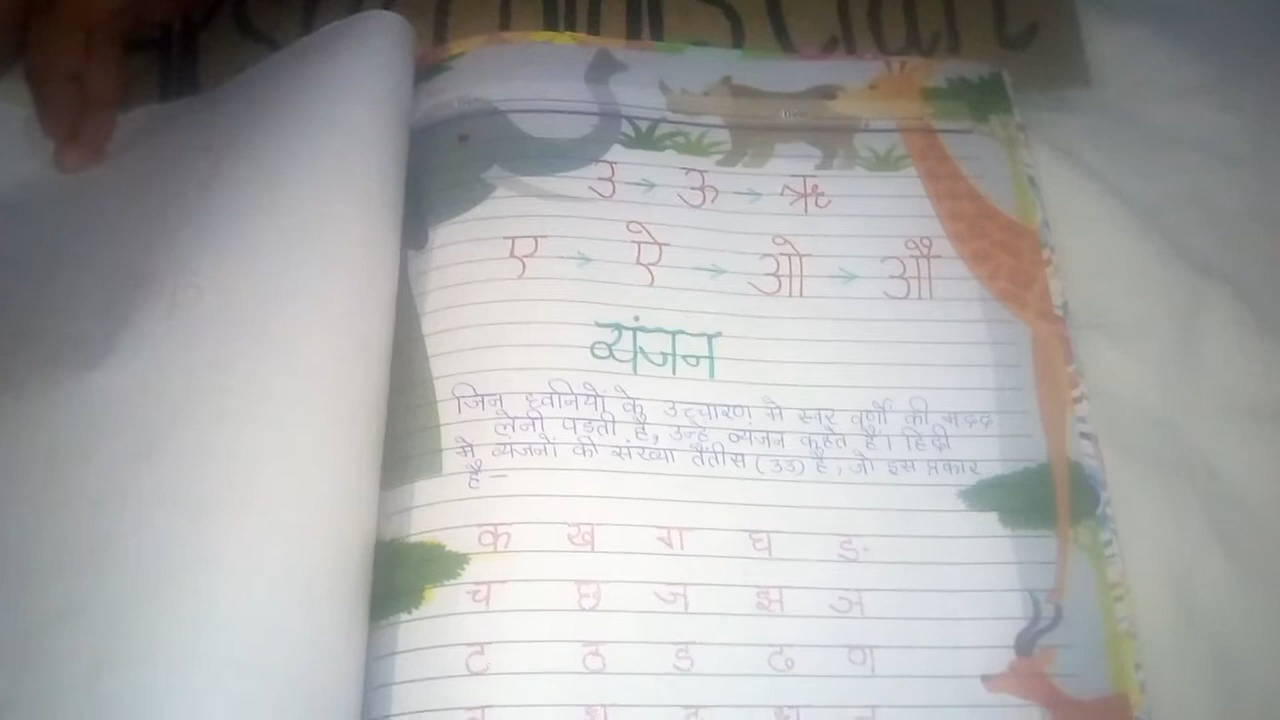 उ → ऊ → ऋ
ए → ऐ → ओ → औ
व्यंजन
जिन ध्वनियों के उच्चारण मे स्वर वर्णों की मदद
लेनी पड़ती है, उन्हें व्यंजन कहते है। हिंदी
मे व्यंजनों की संख्या तैंतीस (33) है, जो इस प्रकार
है –
क ख ग घ ङ
च छ ज झ ञ
ट ठ ड ढ ण